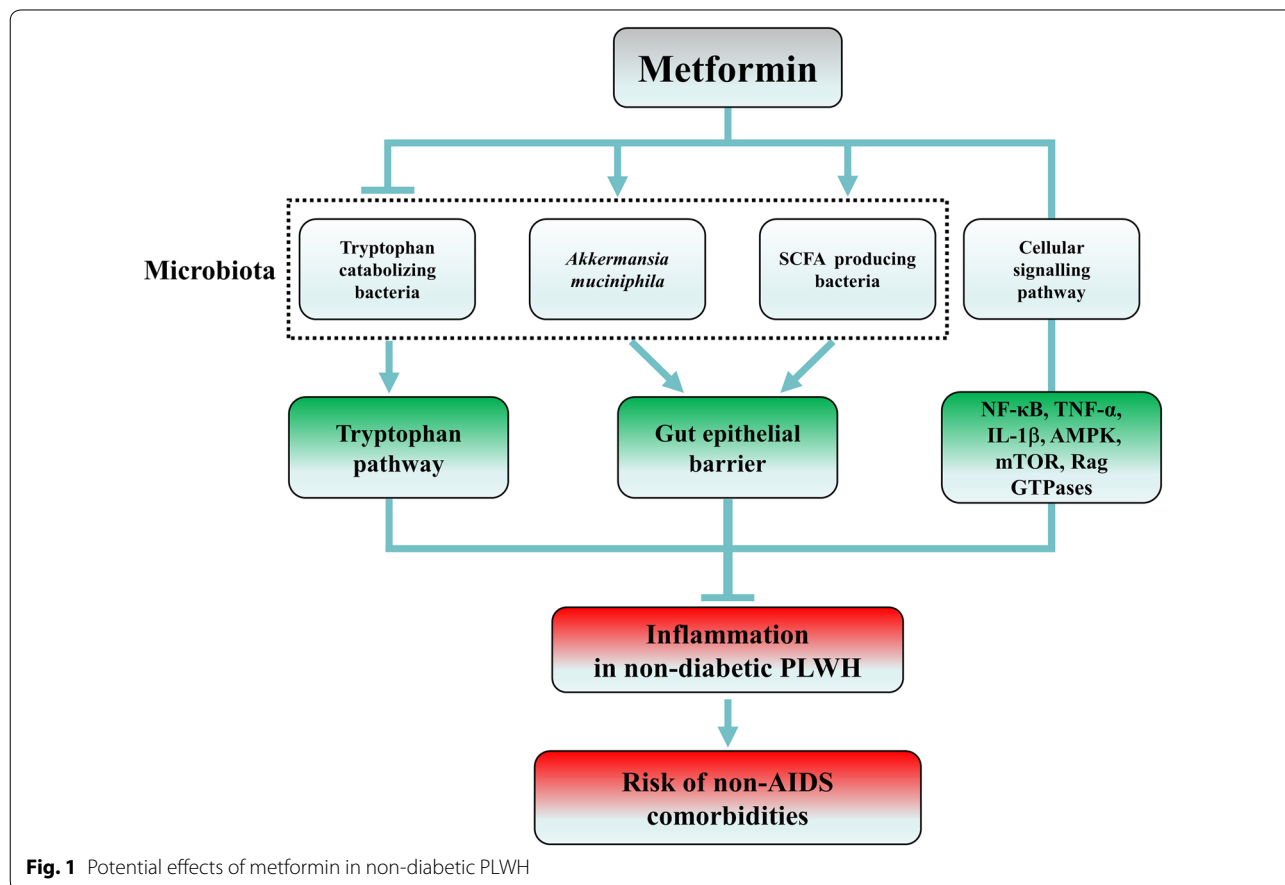 Metformin
Microbiota
Tryptophan
catabolizing
bacteria
Akkermansia
muciniphila
SCFA producing
bacteria
Cellular
signalling
pathway
Tryptophan
pathway
Gut epithelial
barrier
NF-κB, TNF-α,
IL-1β, AMPK,
mTOR, Rag
GTPases
Inflammation
in non-diabetic PLWH
Risk of non-AIDS
comorbidities
Fig. 1 Potential effects of metformin in non-diabetic PLWH